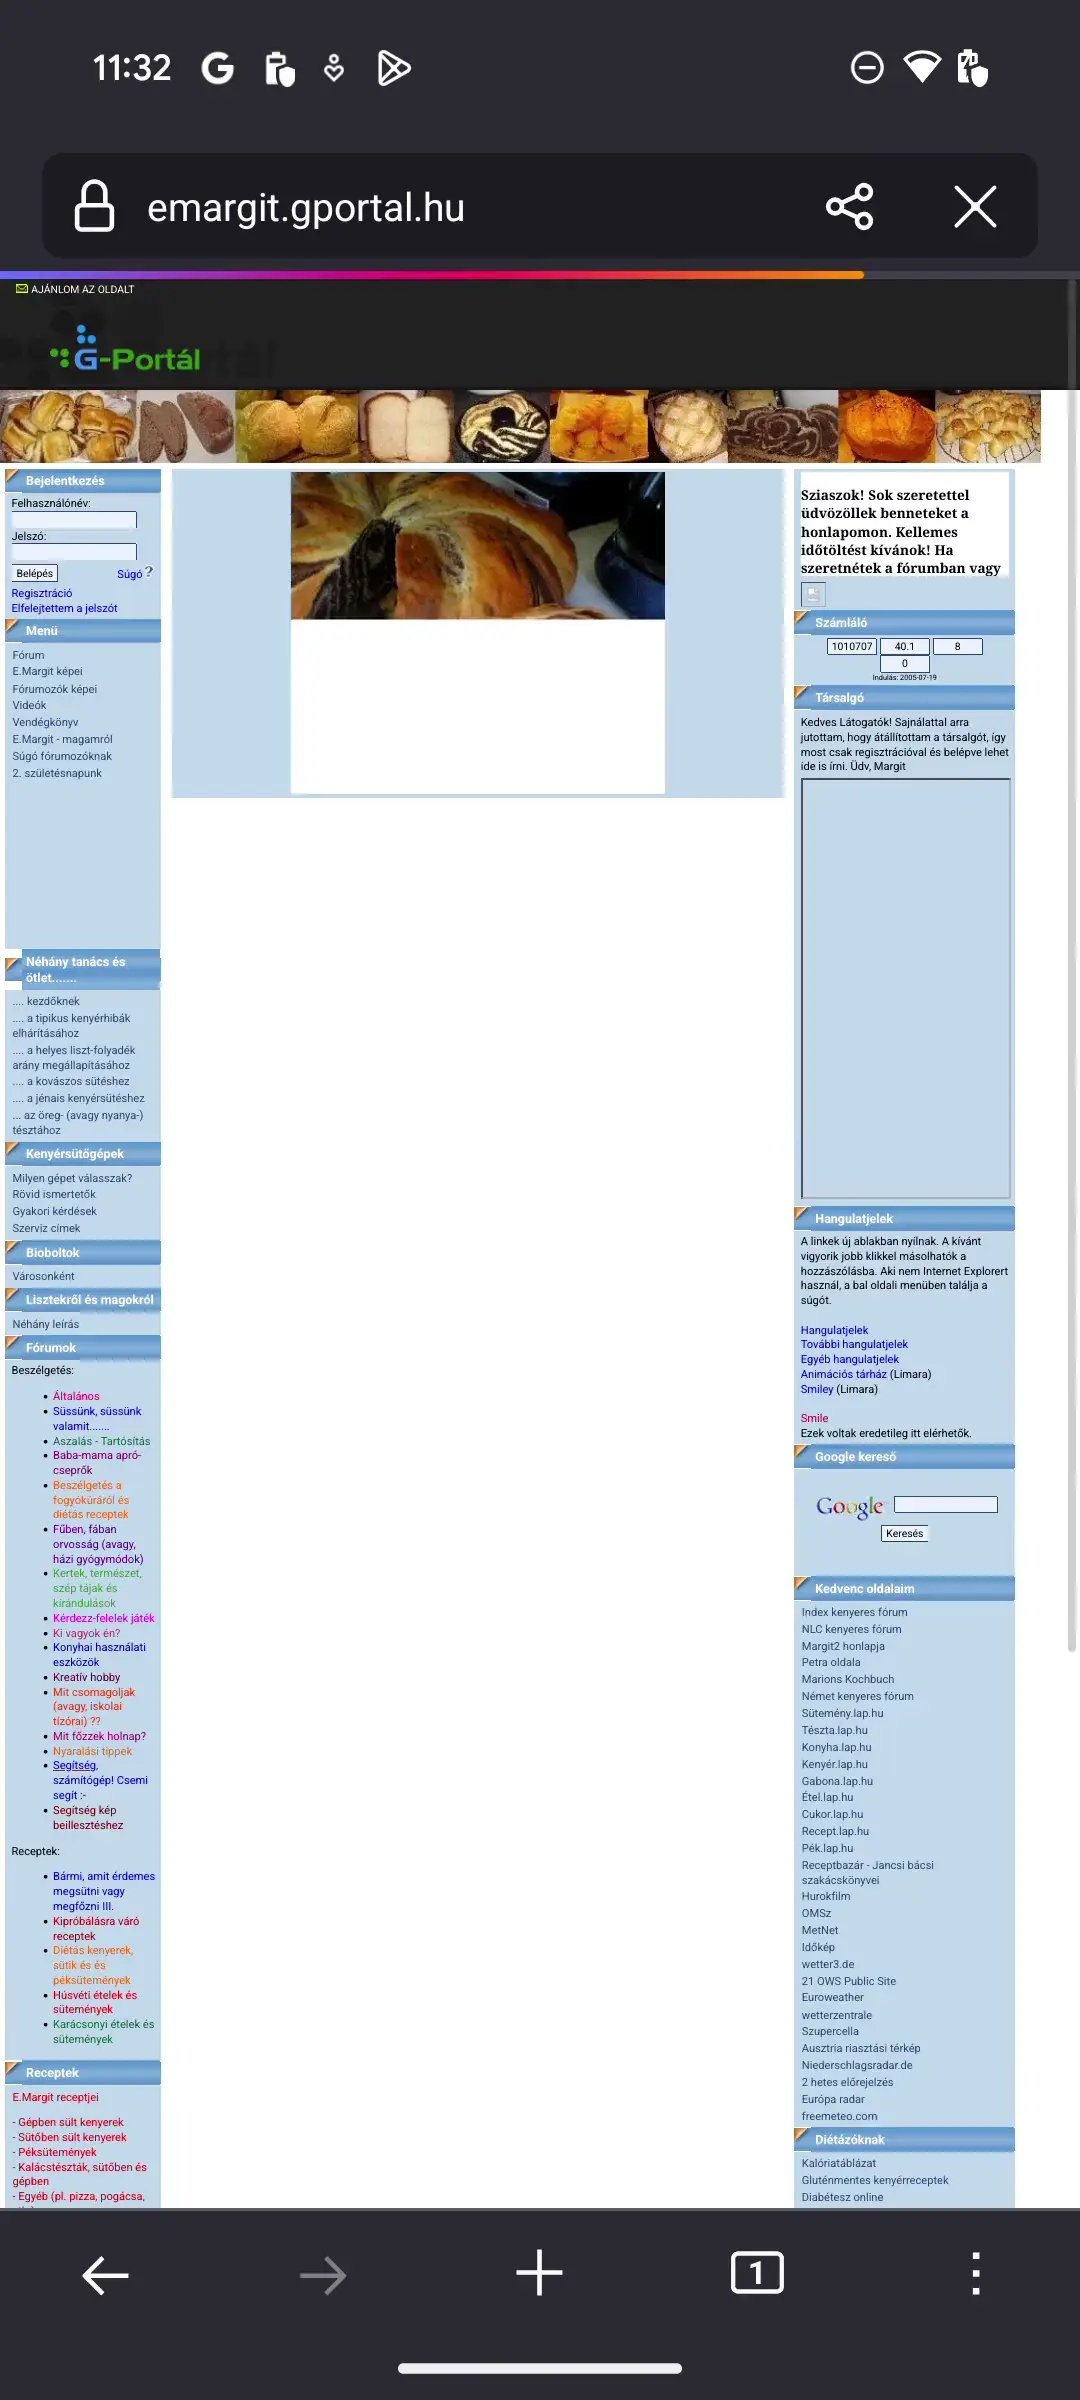 11:32
emargit.gportal.hu
AJÁNLOM AZ OLDALT
G-Portál
Bejelentkezés
Felhasználónév:
Jelszó:
Belépés
Súgó ?
Regisztráció
Elfelejtettem a jelszót
Menü
Fórum
E.Margit képei
Fórumozók képei
Videók
Vendégkönyv
E.Margit - magamról
Súgó fórumozóknak
2. születésnapunk
Néhány tanács és
ötlet.......
.... kezdőknek
.... a tipikus kenyérhibák
elhárításához
.... a helyes liszt-folyadék
arány megállapításához
.... a kovászos sütéshez
.... a jénais kenyérsütéshez
... az öreg- (avagy nyanya-)
tésztához
Kenyérsütőgépek
Milyen gépet válasszak?
Rövid ismertetők
Gyakori kérdések
Szerviz címek
Bioboltok
Városonként
Lisztekről és magokról
Néhány leírás
Fórumok
Beszélgetés:
Általános
Süssünk, süssünk
valamit.......
Aszalás - Tartósítás
Baba-mama apró-
cseprők
Beszélgetés a
fogyókúráról és
diétás receptek
Fűben, fában
orvosság (avagy,
házi gyógymódok)
Kertek, természet,
szép tájak és
kirándulások
Kérdezz-felelek játék
Ki vagyok én?
Konyhai használati
eszközök
Kreatív hobby
Mit csomagoljak
(avagy, iskolai
tízórai) ??
Mit főzzek holnap?
Nyaralási tippek
Segítség,
számítógép! Csemi
segít :-
Segítség kép
beillesztéshez
Receptek:
Bármi, amit érdemes
megsütni vagy
megfőzni III.
Kipróbálásra váró
receptek
Diétás kenyerek,
sütik és és
péksütemények
Húsvéti ételek és
sütemények
Karácsonyi ételek és
sütemények
Receptek
E.Margit receptjei
- Gépben sült kenyerek
- Sütőben sült kenyerek
- Péksütemények
- Kalácstészták, sütőben és
gépben
- Egyéb (pl. pizza, pogácsa,
Sziaszok! Sok szeretettel
üdvözöllek benneteket a
honlapomon. Kellemes
időtöltést kívánok! Ha
szeretnétek a fórumban vagy
Számláló
1010707 40.1 8
0
Indulás: 2005-07-19
Társalgó
Kedves Látogatók! Sajnálattal arra
jutottam, hogy átállítottam a társalgót, így
most csak regisztrációval és belépve lehet
ide is írni. Üdv, Margit
Hangulatjelek
A linkek új ablakban nyílnak. A kívánt
vigyorik jobb klikkel másolhatók a
hozzászólásba. Aki nem Internet Explorert
használ, a bal oldali menüben találja a
súgót.
Hangulatjelek
További hangulatjelek
Egyéb hangulatjelek
Animációs tárház (Limara)
Smiley (Limara)
Smile
Ezek voltak eredetileg itt elérhetők.
Google kereső
Google
Keresés
Kedvenc oldalaim
Index kenyeres fórum
NLC kenyeres fórum
Margit2 honlapja
Petra oldala
Marions Kochbuch
Német kenyeres fórum
Sütemény.lap.hu
Tészta.lap.hu
Konyha.lap.hu
Kenyér.lap.hu
Gabona.lap.hu
Étel.lap.hu
Cukor.lap.hu
Recept.lap.hu
Pék.lap.hu
Receptbazár - Jancsi bácsi
szakácskönyvei
Hurokfilm
OMSz
MetNet
Időkép
wetter3.de
21 OWS Public Site
Euroweather
wetterzentrale
Szupercella
Ausztria riasztási térkép
Niederschlagsradar.de
2 hetes előrejelzés
Európa radar
freemeteo.com
Diétázóknak
Kalóriatáblázat
Gluténmentes kenyérreceptek
Diabétesz online
1